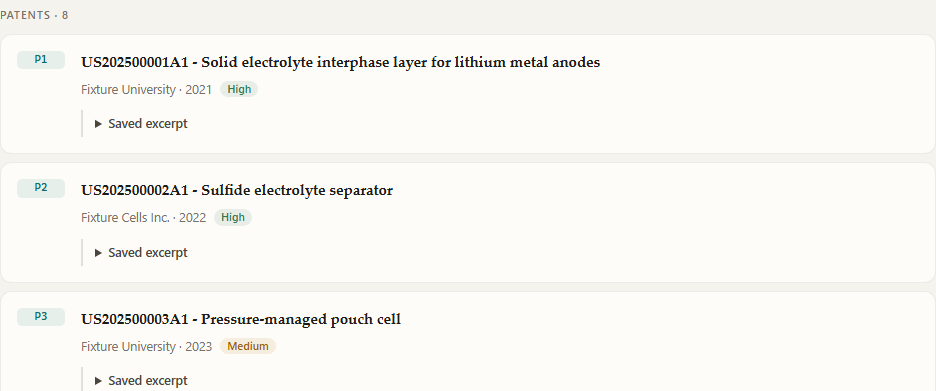 PATENTS · 8
P1
US202500001A1 - Solid electrolyte interphase layer for lithium metal anodes
Fixture University · 2021 High
▶ Saved excerpt
P2
US202500002A1 - Sulfide electrolyte separator
Fixture Cells Inc. · 2022 High
▶ Saved excerpt
P3
US202500003A1 - Pressure-managed pouch cell
Fixture University · 2023 Medium
▶ Saved excerpt